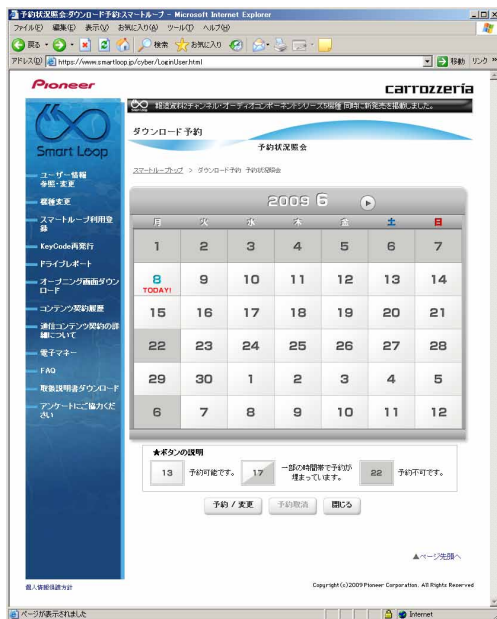 予約状況照会:ダウンロード予約:スマートループ - Microsoft Internet Explorer
ファイル(F) 編集(E) 表示(V) お気に入り(A) ツール(T) ヘルプ(H)
戻る 検索 お気に入り
アドレス(D) https://www.smartloop.jp/cyber/LoginUser.html 移動 リンク
Pioneer
carrozzeria
Smart Loop
ユーザー情報
参照・変更
機種変更
スマートループ利用登
録
KeyCode再発行
ドライブレポート
オープニング画面ダウン
ロード
コンテンツ契約履歴
通信コンテンツ契約の詳
細について
電子マネー
FAQ
取扱説明書ダウンロード
アンケートにご協力くだ
さい
ダウンロード予約
予約状況照会
スマートループトップ > ダウンロード予約 予約状況照会
2009 6
月 火 水 木 金 土 日
1 2 3 4 5 6 7
8 9 10 11 12 13 14
TODAY!
15 16 17 18 19 20 21
22 23 24 25 26 27 28
29 30 1 2 3 4 5
6 7 8 9 10 11 12
★ボタンの説明
13 予約可能です。 17 一部の時間帯で予約が
埋まっています。 22 予約不可です。
予約 / 変更 予約取消 閉じる
▲ページ先頭へ
個人情報保護方針
Copyright(c)2009 Pioneer Corporation. All Rights Reserved
ページが表示されました Internet